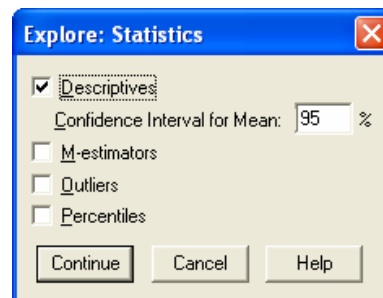 Explore: Statistics
Descriptives
Confidence Interval for Mean: 95 %
M-estimators
Outliers
Percentiles
Continue Cancel Help